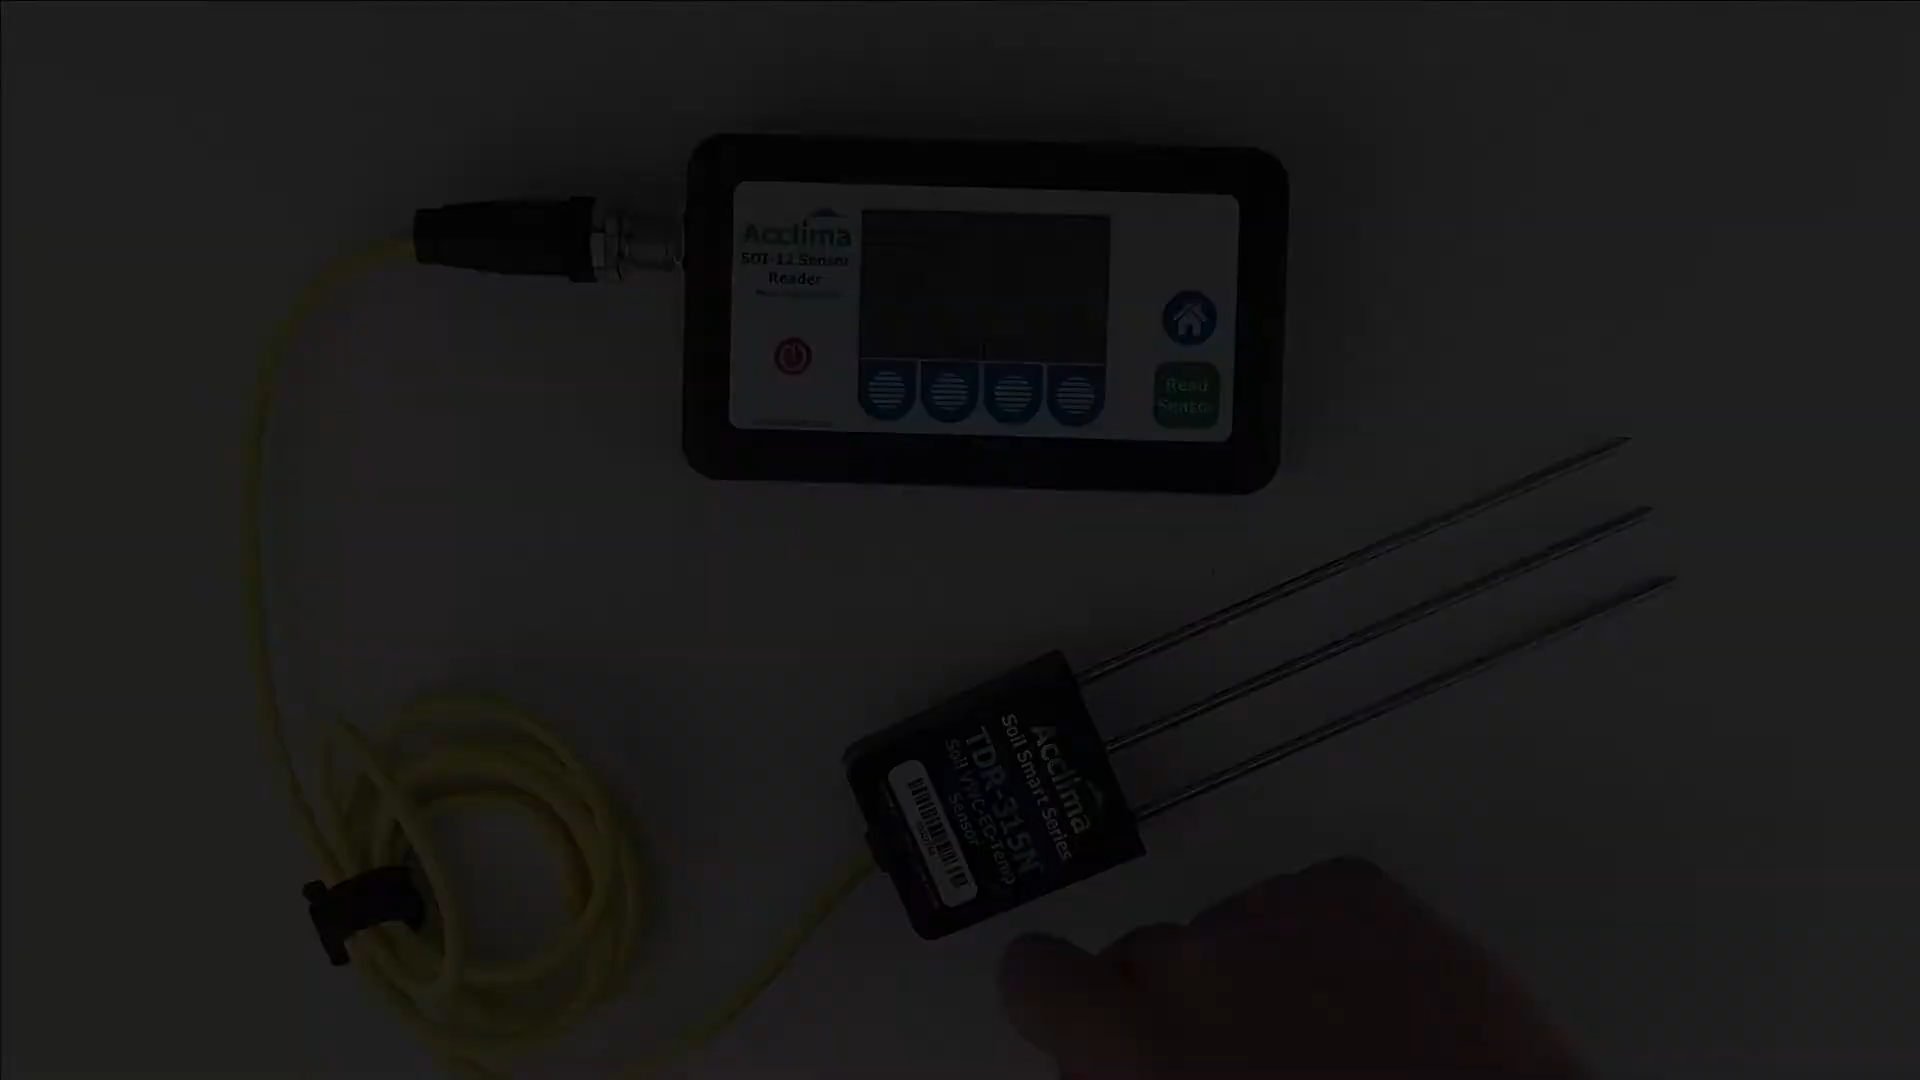 Acclima
SDI-12 Sensor
Reader
Read
Sensor
Acclima
Soil Smart Series
TDR-315N
Soil VWC-EC-Temp
Sensor